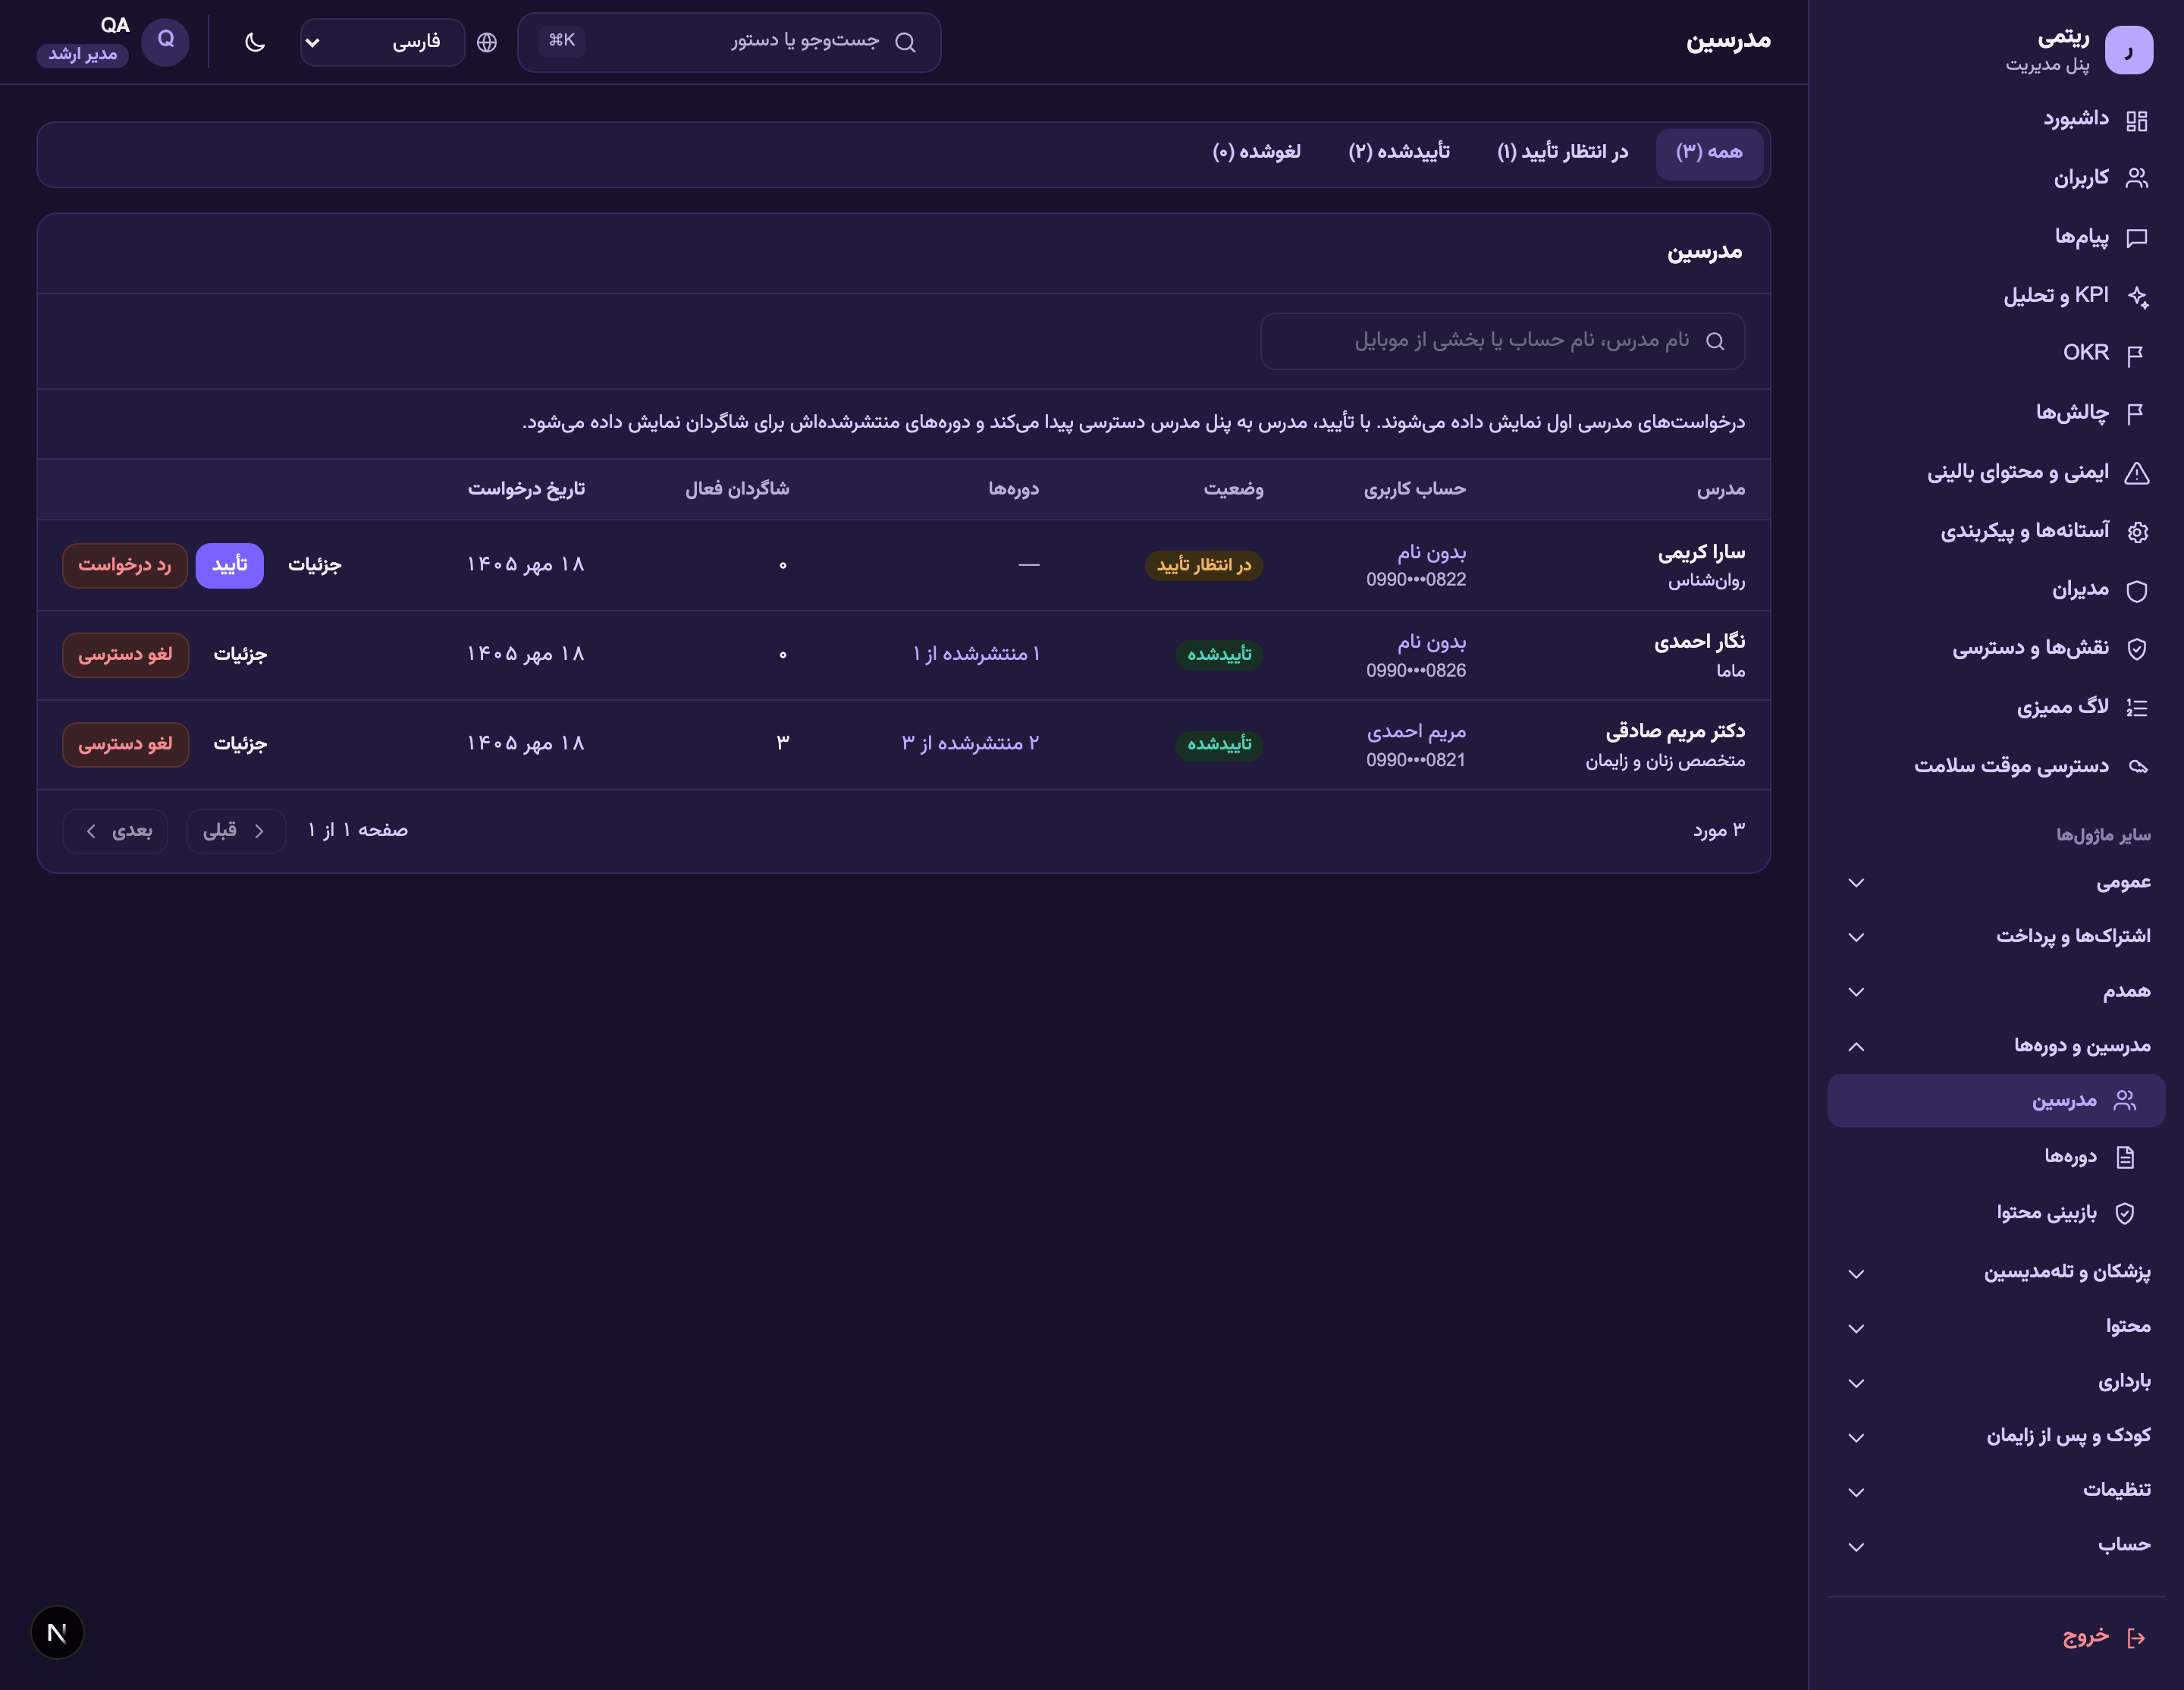 ر
ریتمی
پنل مدیریت
داشبورد
کاربران
پیام‌ها
KPI و تحلیل
OKR
چالش‌ها
ایمنی و محتوای بالینی
آستانه‌ها و پیکربندی
مدیران
نقش‌ها و دسترسی
لاگ ممیزی
دسترسی موقت سلامت
سایر ماژول‌ها
عمومی
اشتراک‌ها و پرداخت
همدم
مدرسین و دوره‌ها
مدرسین
دوره‌ها
بازبینی محتوا
پزشکان و تله‌مدیسین
محتوا
بارداری
کودک و پس از زایمان
تنظیمات
حساب
خروج
مدرسین
جست‌وجو یا دستور ⌘K
فارسی
Q
QA
مدیر ارشد
همه (۳) در انتظار تأیید (۱) تأییدشده (۲) لغوشده (۰)
مدرسین
نام مدرس، نام حساب یا بخشی از موبایل
درخواست‌های مدرسی اول نمایش داده می‌شوند. با تأیید، مدرس به پنل مدرس دسترسی پیدا می‌کند و دوره‌های منتشرشده‌اش برای شاگردان نمایش داده می‌شود.
مدرس حساب کاربری وضعیت دوره‌ها شاگردان فعال تاریخ درخواست
سارا کریمی بدون نام در انتظار تأیید — ۰ ۱۸ مهر ۱۴۰۵ جزئیات تأیید رد درخواست
روان‌شناس 0990•••0822
نگار احمدی بدون نام تأییدشده ۱ منتشرشده از ۱ ۰ ۱۸ مهر ۱۴۰۵ جزئیات لغو دسترسی
ماما 0990•••0826
دکتر مریم صادقی مریم احمدی تأییدشده ۲ منتشرشده از ۳ ۳ ۱۸ مهر ۱۴۰۵ جزئیات لغو دسترسی
متخصص زنان و زایمان 0990•••0821
۳ مورد صفحه ۱ از ۱ قبلی بعدی
N